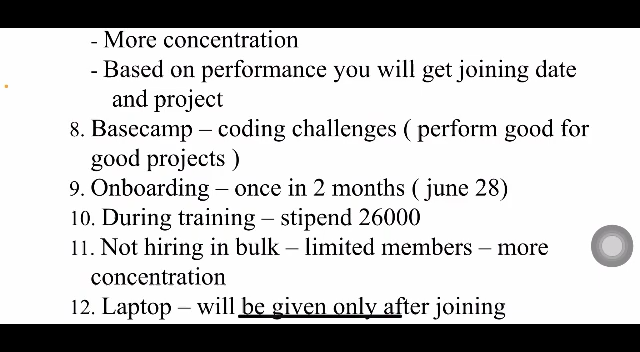 - More concentration
- Based on performance you will get joining date
and project
8. Basecamp – coding challenges ( perform good for
good projects )
9. Onboarding – once in 2 months ( june 28)
10. During training – stipend 26000
11. Not hiring in bulk – limited members – more
concentration
12. Laptop – will be given only after joining